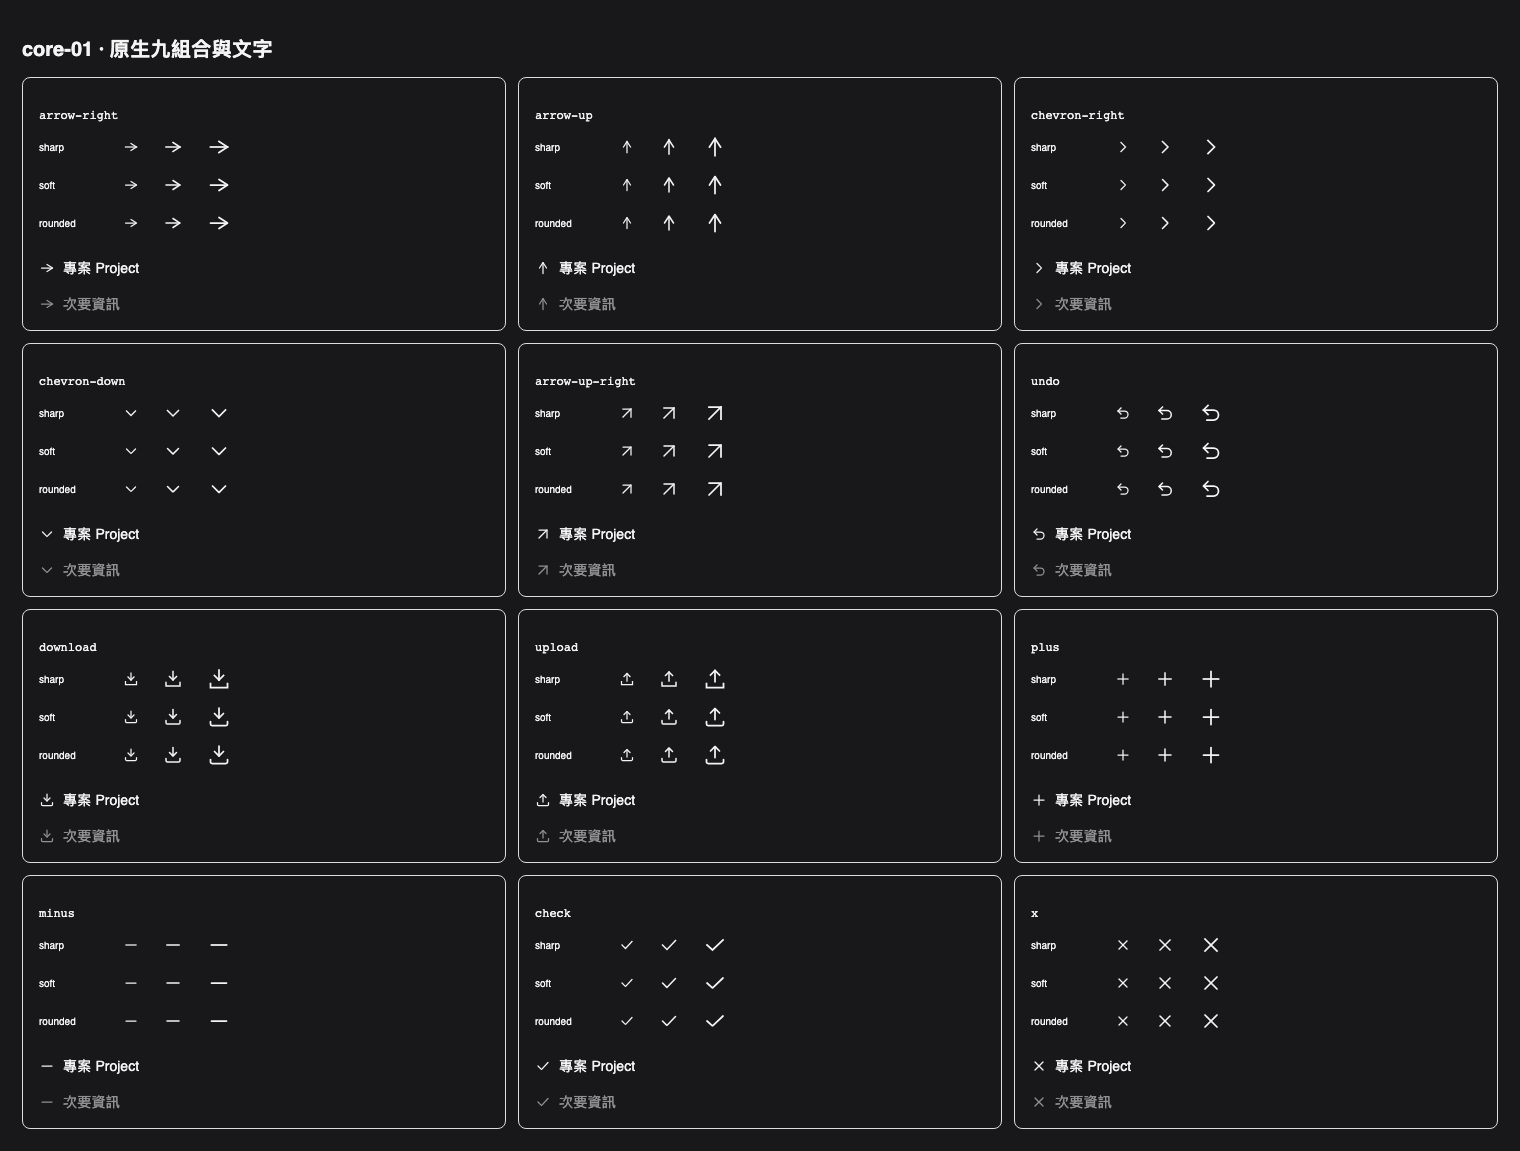 core-01 · 原生九組合與文字
arrow-right
sharp
soft
rounded
專案 Project
次要資訊
arrow-up
sharp
soft
rounded
專案 Project
次要資訊
chevron-right
sharp
soft
rounded
專案 Project
次要資訊
chevron-down
sharp
soft
rounded
專案 Project
次要資訊
arrow-up-right
sharp
soft
rounded
專案 Project
次要資訊
undo
sharp
soft
rounded
專案 Project
次要資訊
download
sharp
soft
rounded
專案 Project
次要資訊
upload
sharp
soft
rounded
專案 Project
次要資訊
plus
sharp
soft
rounded
專案 Project
次要資訊
minus
sharp
soft
rounded
專案 Project
次要資訊
check
sharp
soft
rounded
專案 Project
次要資訊
x
sharp
soft
rounded
專案 Project
次要資訊